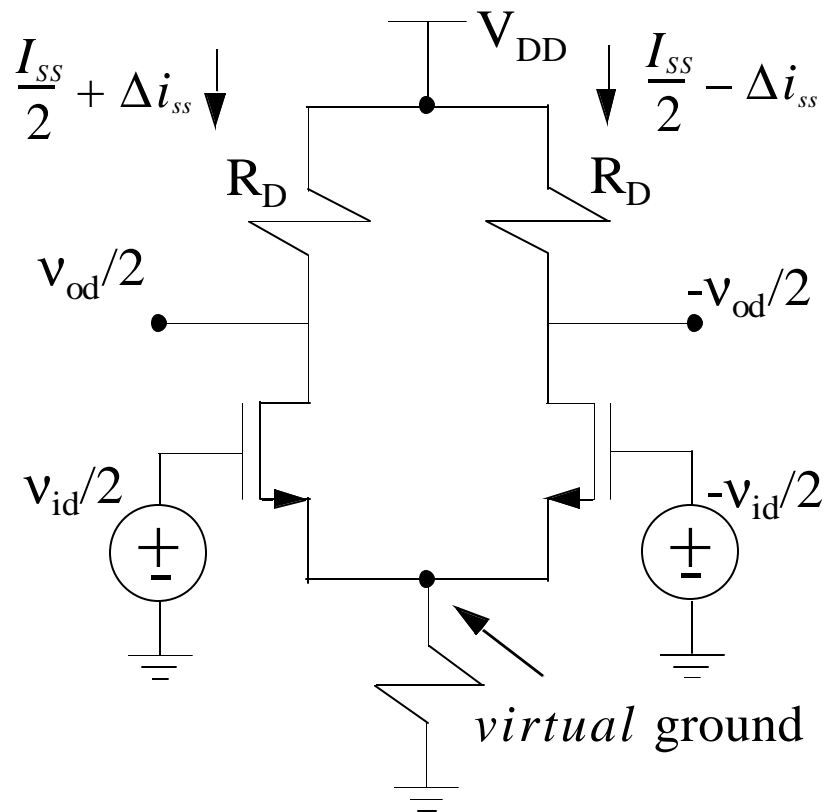 V_DD
I_ss/2 + Δi_ss
I_ss/2 − Δi_ss
R_D
R_D
v_od/2
-v_od/2
v_id/2
-v_id/2
+
-
+
-
virtual ground